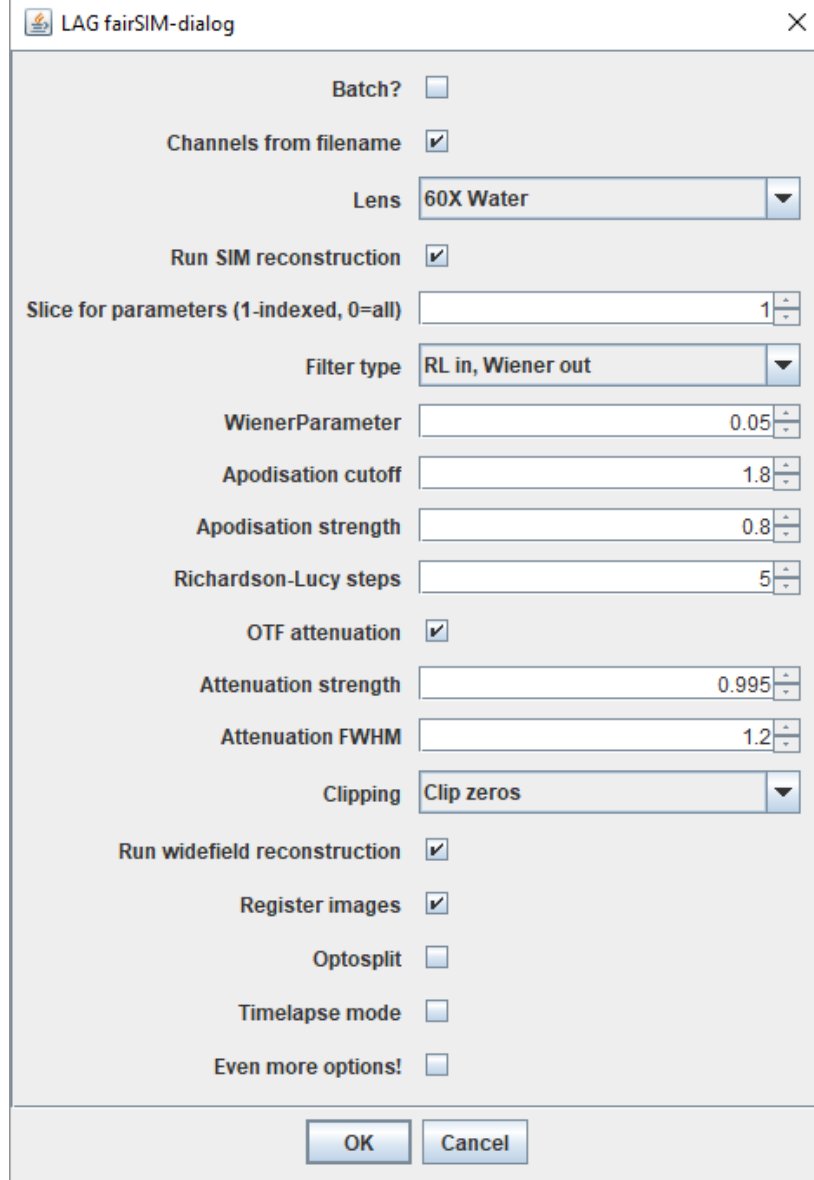 LAG fairSIM-dialog
Batch?
Channels from filename
Lens 60X Water
Run SIM reconstruction
Slice for parameters (1-indexed, 0=all) 1
Filter type RL in, Wiener out
WienerParameter 0.05
Apodisation cutoff 1.8
Apodisation strength 0.8
Richardson-Lucy steps 5
OTF attenuation
Attenuation strength 0.995
Attenuation FWHM 1.2
Clipping Clip zeros
Run widefield reconstruction
Register images
Optosplit
Timelapse mode
Even more options!
OK Cancel